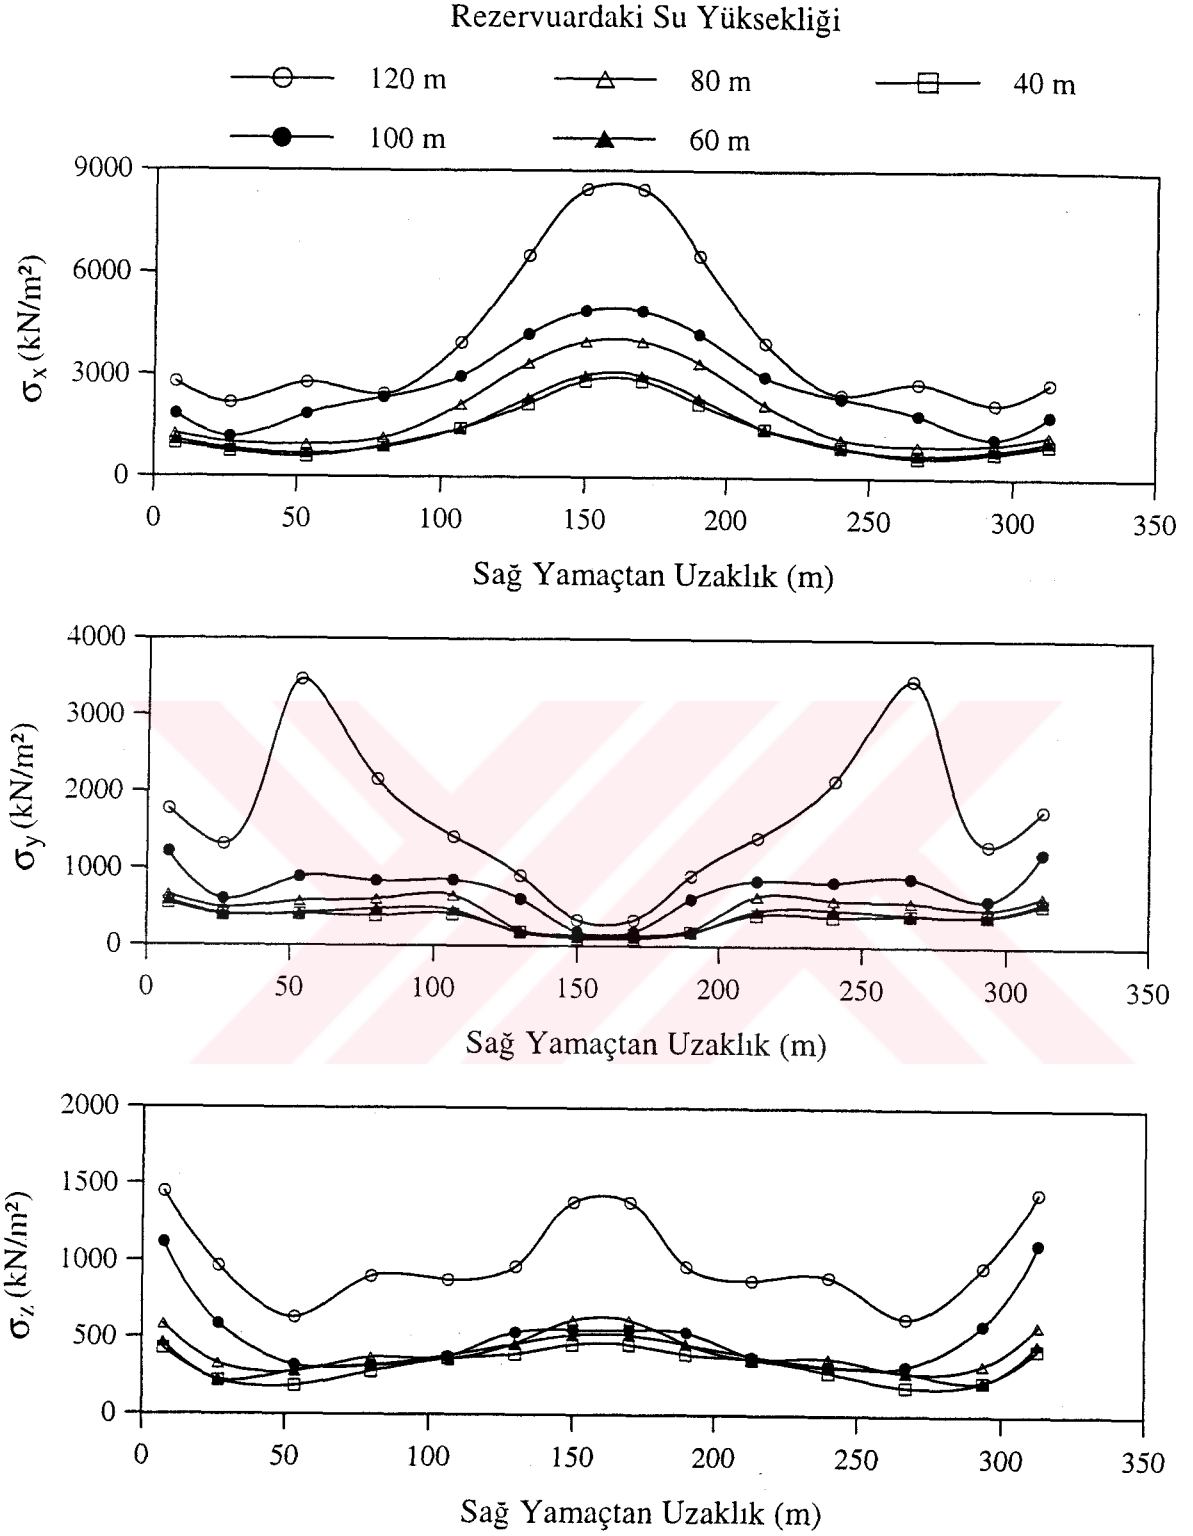 Rezervuardaki Su Yüksekliği
120 m 80 m 40 m
100 m 60 m
9000
6000
3000
0
σx (kN/m²)
0 50 100 150 200 250 300 350
Sağ Yamaçtan Uzaklık (m)
4000
3000
2000
1000
0
σy (kN/m²)
0 50 100 150 200 250 300 350
Sağ Yamaçtan Uzaklık (m)
2000
1500
1000
500
0
σz (kN/m²)
0 50 100 150 200 250 300 350
Sağ Yamaçtan Uzaklık (m)